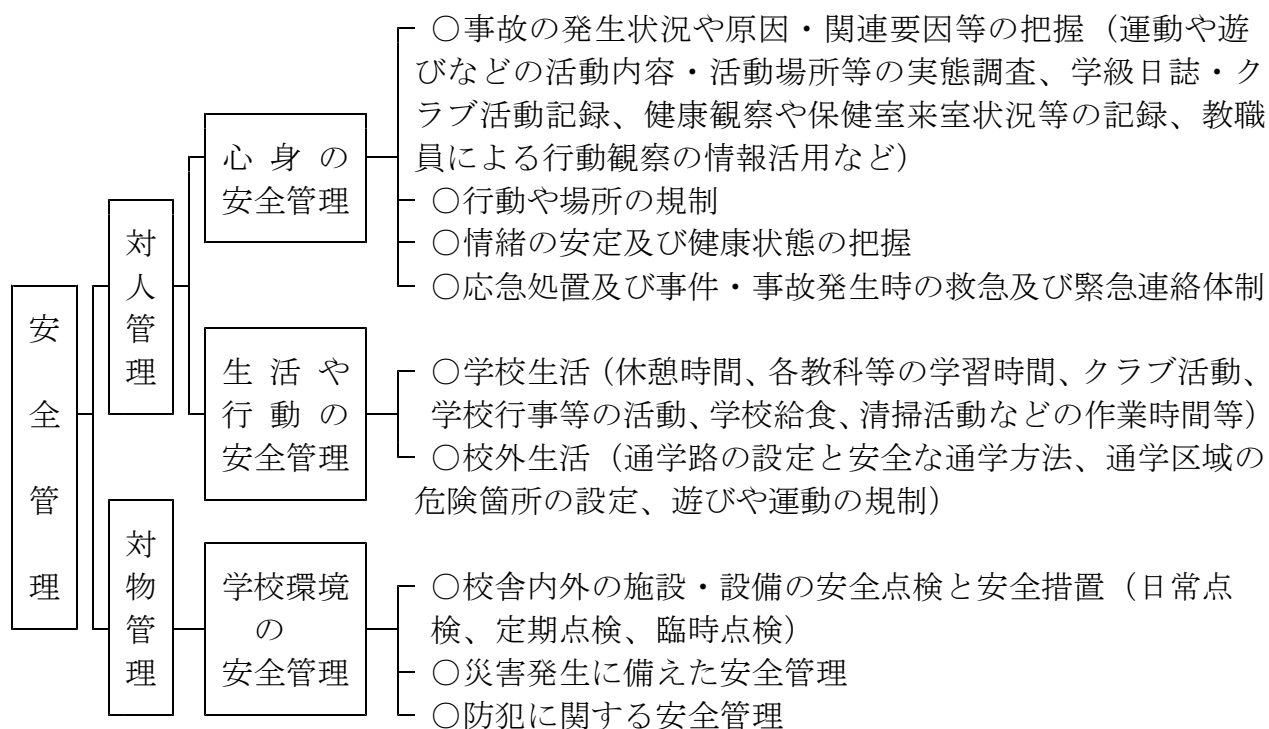 安全管理
対人管理
心身の
安全管理
○事故の発生状況や原因・関連要因等の把握（運動や遊
びなどの活動内容・活動場所等の実態調査、学級日誌・ク
ラブ活動記録、健康観察や保健室来室状況等の記録、教職
員による行動観察の情報活用など）
○行動や場所の規制
○情緒の安定及び健康状態の把握
○応急処置及び事件・事故発生時の救急及び緊急連絡体制
生活や
行動の
安全管理
○学校生活（休憩時間、各教科等の学習時間、クラブ活動、
学校行事等の活動、学校給食、清掃活動などの作業時間等）
○校外生活（通学路の設定と安全な通学方法、通学区域の
危険箇所の設定、遊びや運動の規制）
対物管理
学校環境
の
安全管理
○校舎内外の施設・設備の安全点検と安全措置（日常点
検、定期点検、臨時点検）
○災害発生に備えた安全管理
○防犯に関する安全管理